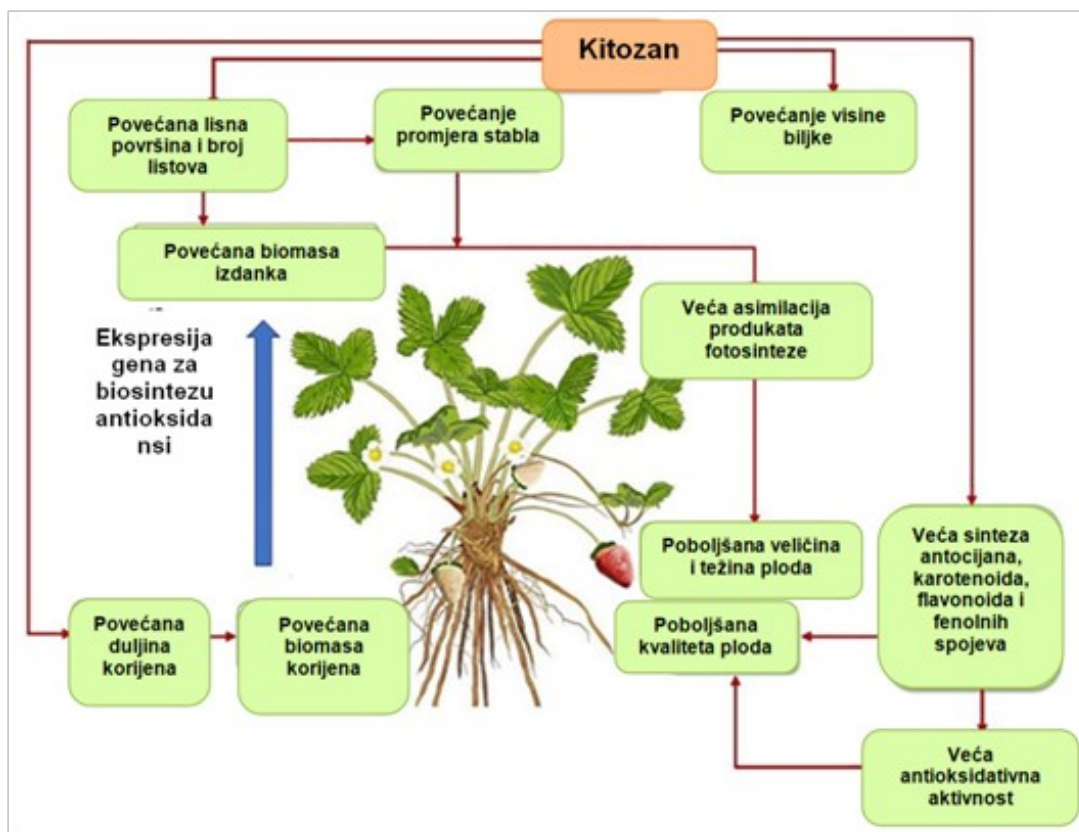 Kitozan
Povećana lisna
površina i broj
listova
Povećanje
promjera stabla
Povećanje visine
biljke
Povećana biomasa
izdanka
Ekspresija
gena za
biosintezu
antioksida
nsi
Veća asimilacija
produkata
fotosinteze
Poboljšana veličina
i težina ploda
Veća sinteza
antocijana,
karotenoida,
flavonoida i
fenolnih
spojeva
Povećana
duljina
korijena
Povećana
biomasa
korijena
Poboljšana
kvaliteta ploda
Veća
antioksidativna
aktivnost